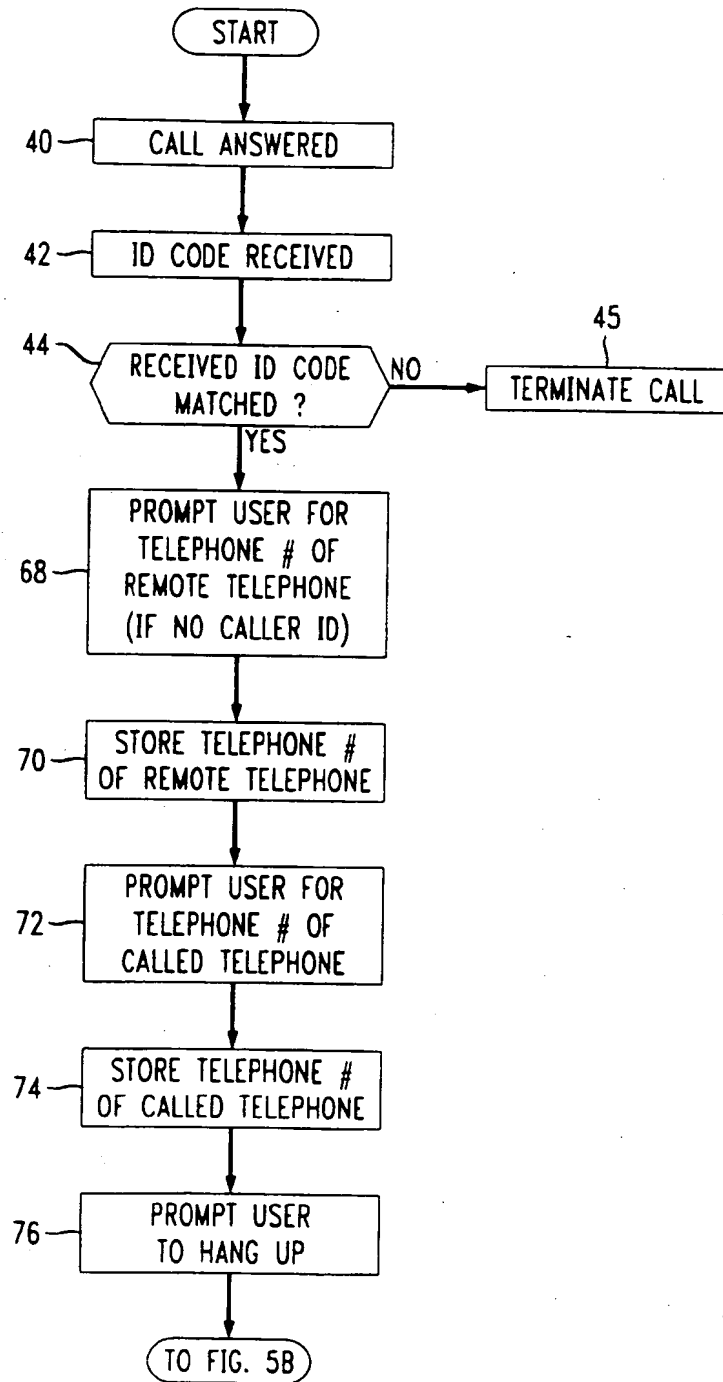 START
40
CALL ANSWERED
42
ID CODE RECEIVED
44
RECEIVED ID CODE
MATCHED ?
NO
45
TERMINATE CALL
YES
68
PROMPT USER FOR
TELEPHONE # OF
REMOTE TELEPHONE
(IF NO CALLER ID)
70
STORE TELEPHONE #
OF REMOTE TELEPHONE
72
PROMPT USER FOR
TELEPHONE # OF
CALLED TELEPHONE
74
STORE TELEPHONE #
OF CALLED TELEPHONE
76
PROMPT USER
TO HANG UP
TO FIG. 5B